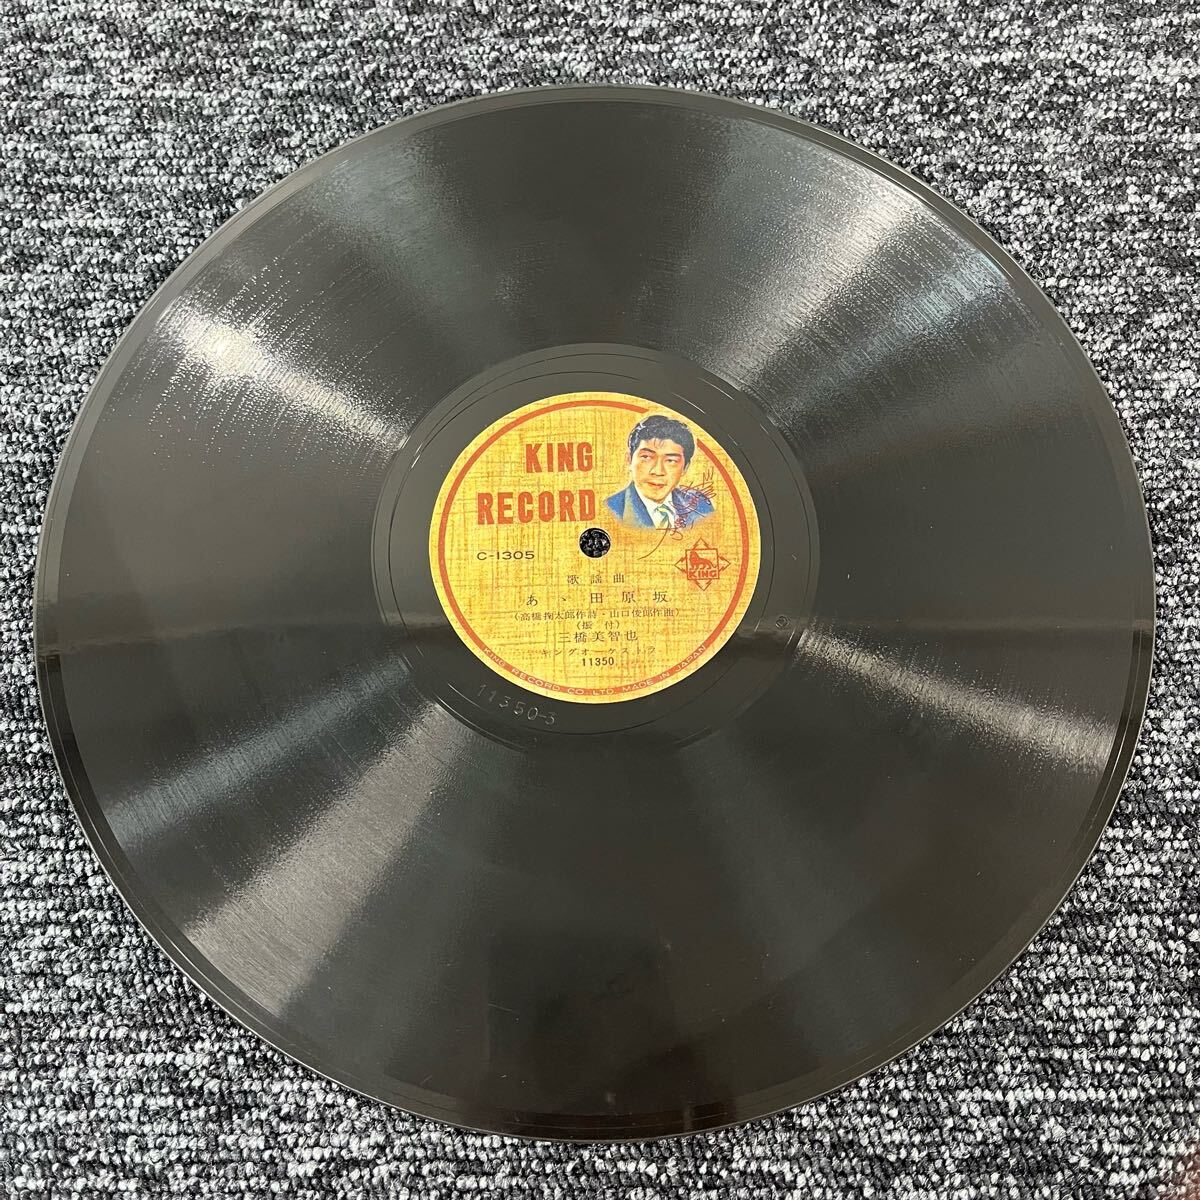 KING
RECORD
C-1305
KING
歌謡曲
あゝ田原坂
(高橋掬太郎作詩・山口俊郎作曲)
(振付)
三橋美智也
キングオーケストラ
11350
KING RECORD CO., LTD. MADE IN JAPAN
11350-3